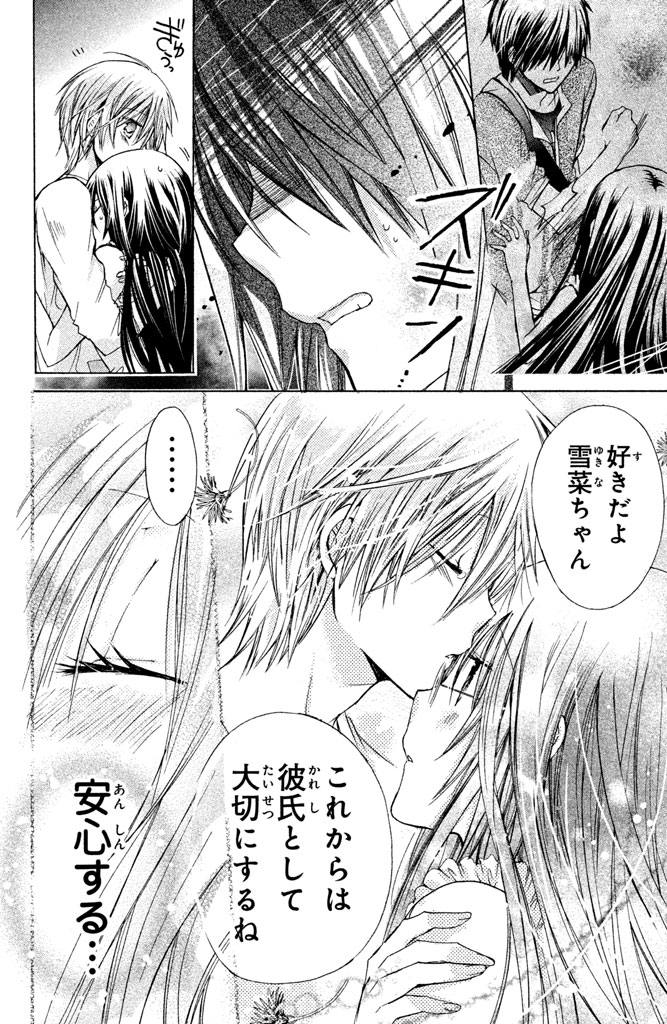 ズキン
ぎゅうっ
好きだよ
雪菜ちゃん
これからは
彼氏として
大切にするね
……
安心する…